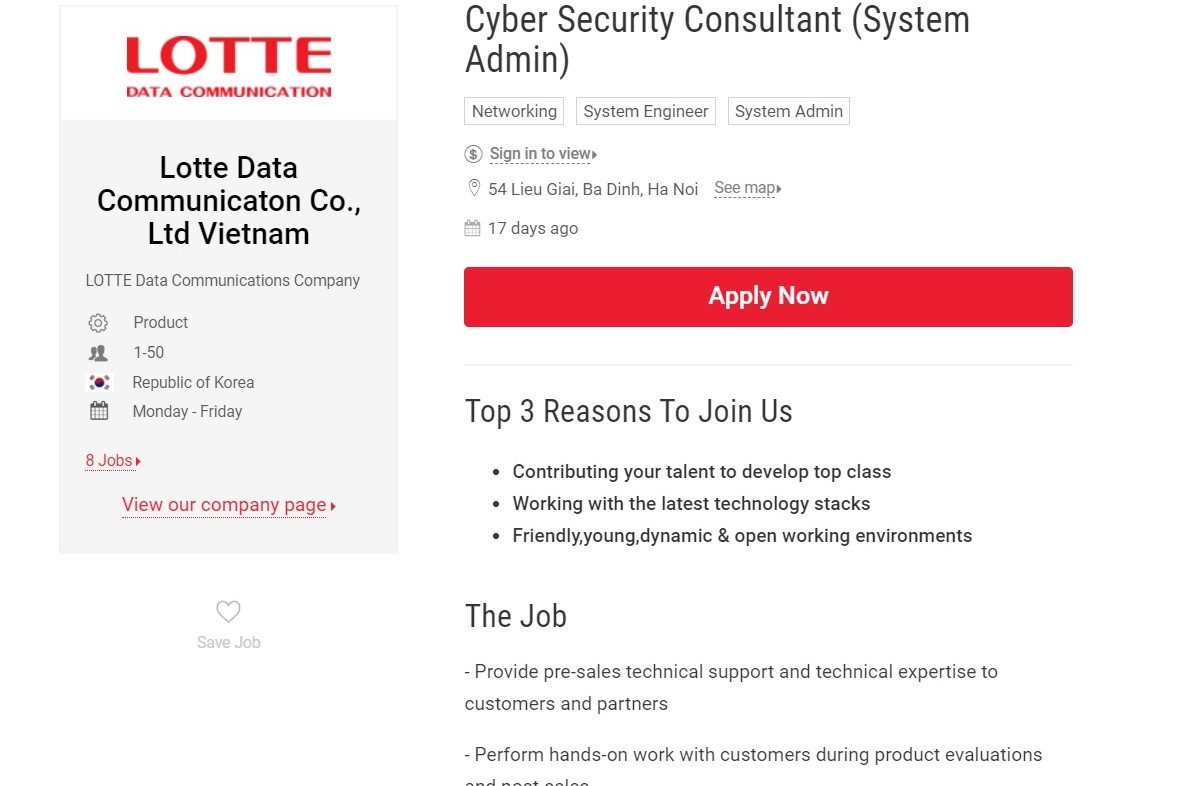 LOTTE
DATA COMMUNICATION
Lotte Data
Communicaton Co.,
Ltd Vietnam
LOTTE Data Communications Company
Product
1-50
Republic of Korea
Monday - Friday
8 Jobs
View our company page
Save Job
Cyber Security Consultant (System
Admin)
Networking System Engineer System Admin
$ Sign in to view
54 Lieu Giai, Ba Dinh, Ha Noi See map
17 days ago
Apply Now
Top 3 Reasons To Join Us
• Contributing your talent to develop top class
• Working with the latest technology stacks
• Friendly,young,dynamic & open working environments
The Job
- Provide pre-sales technical support and technical expertise to
customers and partners
- Perform hands-on work with customers during product evaluations
and post-sales